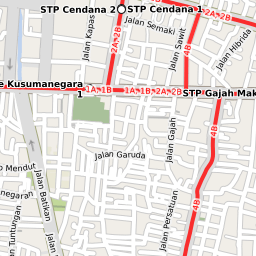 STP Cendana 2
STP Cendana 1
Jalan Kapas
Jalan Semaki
Jalan Sawit
Jalan Hibrida
2A, 2B
4B
e Kusumanegara
1
1A, 1B
1A, 1B
2A, 2B
STP Gajah Mak
4B
Jalan Gajah
Jalan Garuda
o Mendut
negaran
Jalan Batikan
Jalan Tuntungan
Jalan Persatuan
4B